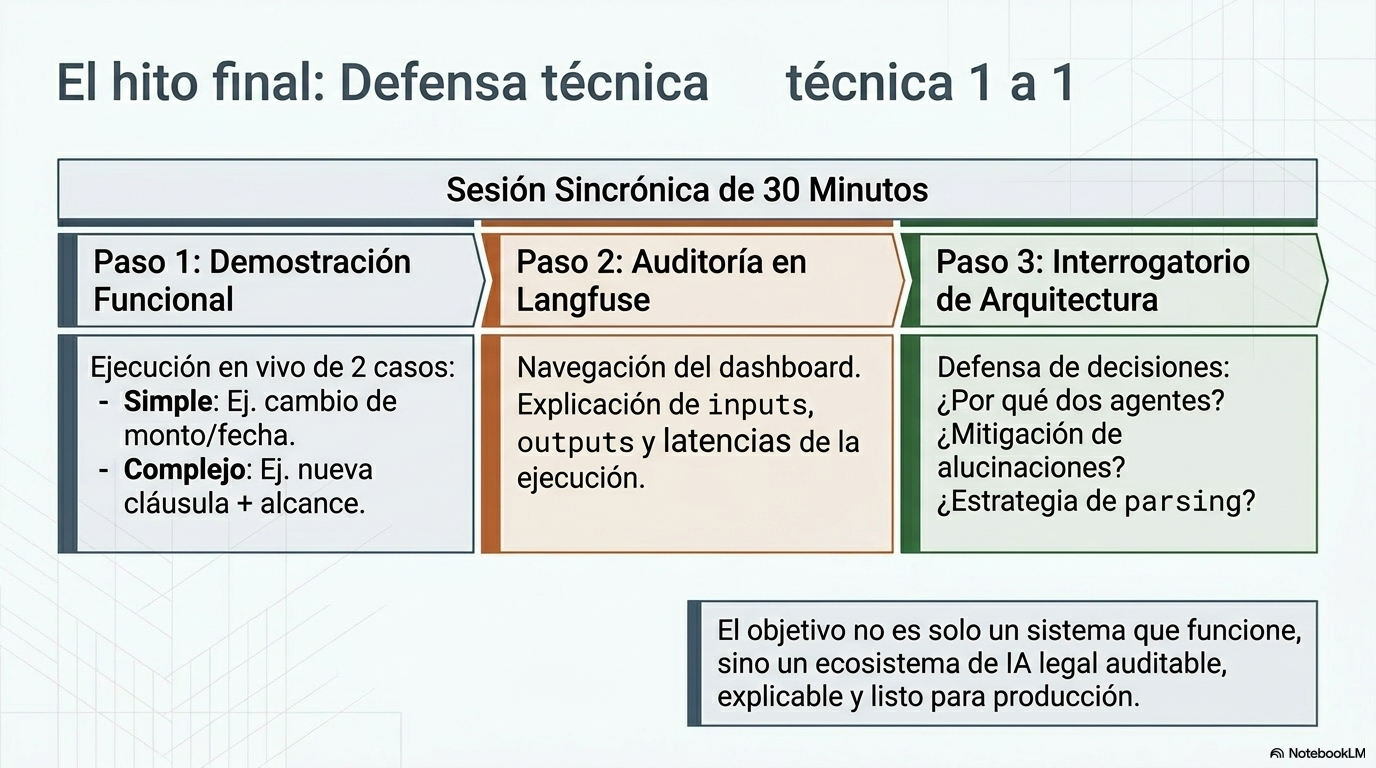 El hito final: Defensa técnica técnica 1 a 1
Sesión Sincrónica de 30 Minutos
Paso 1: Demostración
Funcional
Ejecución en vivo de 2 casos:
- Simple: Ej. cambio de
monto/fecha.
- Complejo: Ej. nueva
cláusula + alcance.
Paso 2: Auditoría en
Langfuse
Navegación del dashboard.
Explicación de inputs,
outputs y latencias de la
ejecución.
Paso 3: Interrogatorio
de Arquitectura
Defensa de decisiones:
¿Por qué dos agentes?
¿Mitigación de
alucinaciones?
¿Estrategia de parsing?
El objetivo no es solo un sistema que funcione,
sino un ecosistema de IA legal auditable,
explicable y listo para producción.
NotebookLM